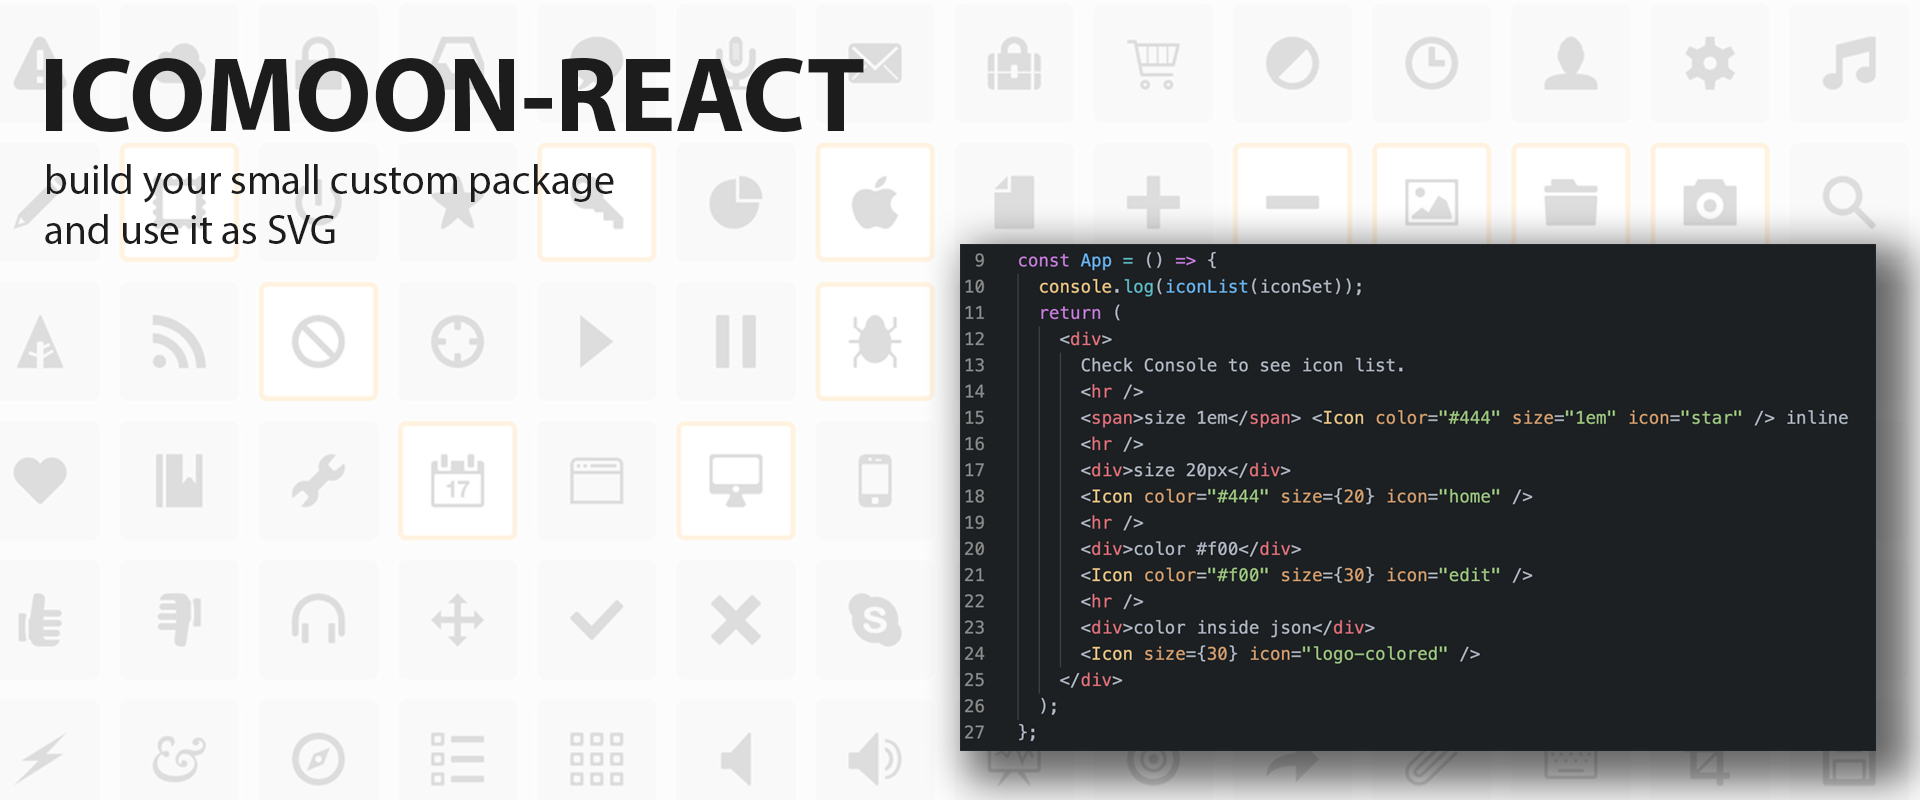 ICOMOON-REACT
build your small custom package
and use it as SVG
17
9 const App = () => {
10 console.log(iconList(iconSet));
11 return (
12 <div>
13 Check Console to see icon list.
14 <hr />
15 <span>size 1em</span> <Icon color="#444" size="1em" icon="star" /> inline
16 <hr />
17 <div>size 20px</div>
18 <Icon color="#444" size={20} icon="home" />
19 <hr />
20 <div>color #f00</div>
21 <Icon color="#f00" size={30} icon="edit" />
22 <hr />
23 <div>color inside json</div>
24 <Icon size={30} icon="logo-colored" />
25 </div>
26 );
27 };